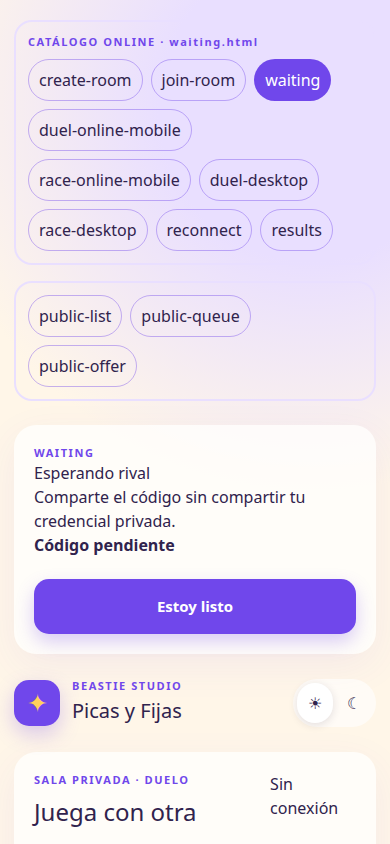 CATÁLOGO ONLINE · waiting.html
create-room join-room waiting
duel-online-mobile
race-online-mobile duel-desktop
race-desktop reconnect results
public-list public-queue
public-offer
WAITING
Esperando rival
Comparte el código sin compartir tu
credencial privada.
Código pendiente
Estoy listo
BEASTIE STUDIO
Picas y Fijas
SALA PRIVADA · DUELO
Juega con otra
Sin
conexión